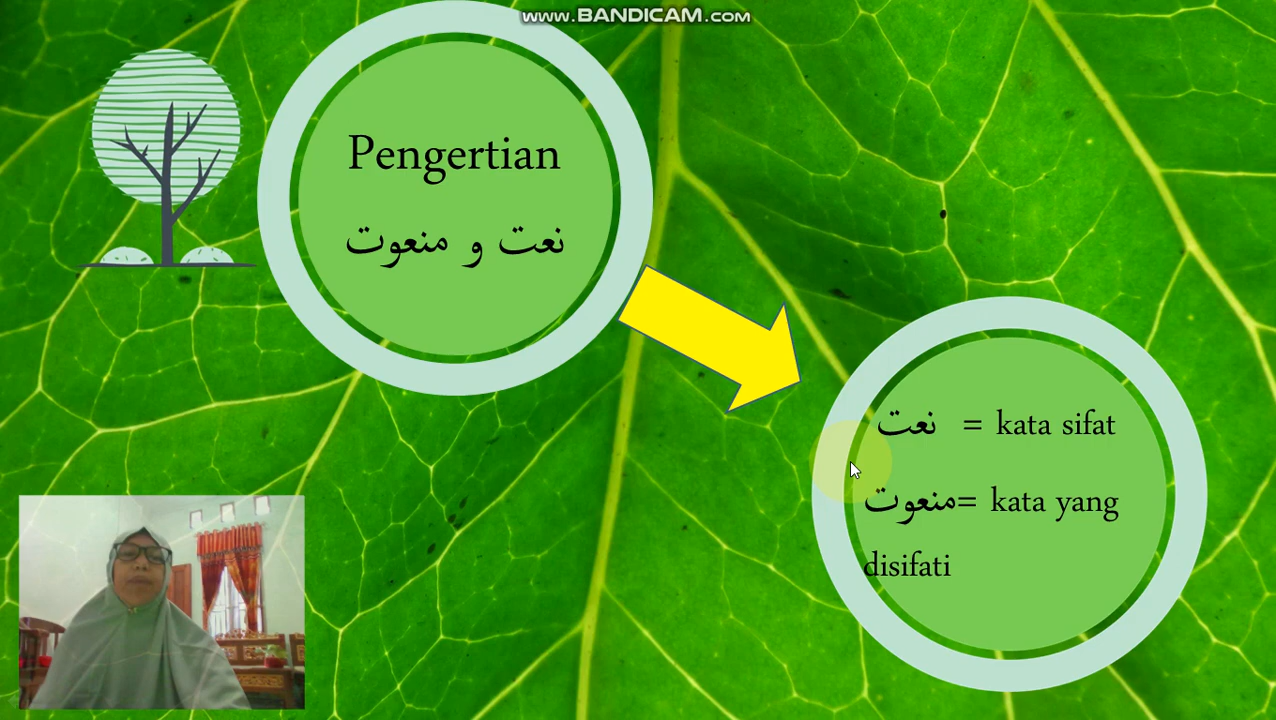 www.BANDICAM.com
Pengertian
نعت و منعوت
نعت = kata sifat
منعوت= kata yang
disifati